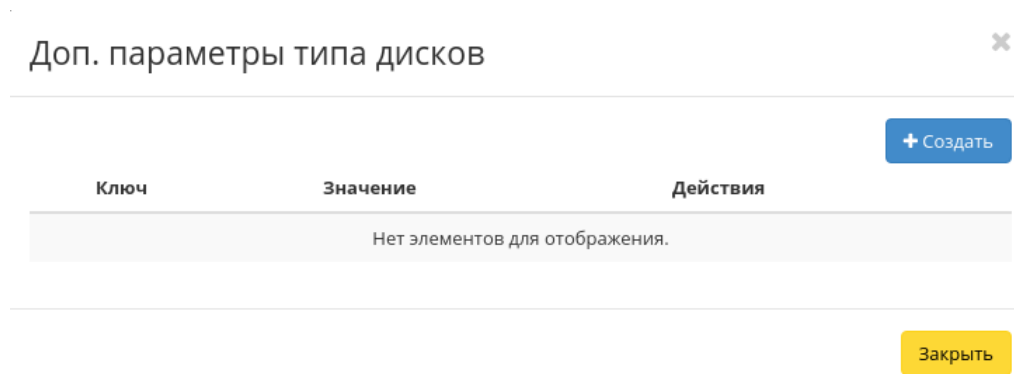 Доп. параметры типа дисков
Создать
Ключ Значение Действия
Нет элементов для отображения.
Закрыть